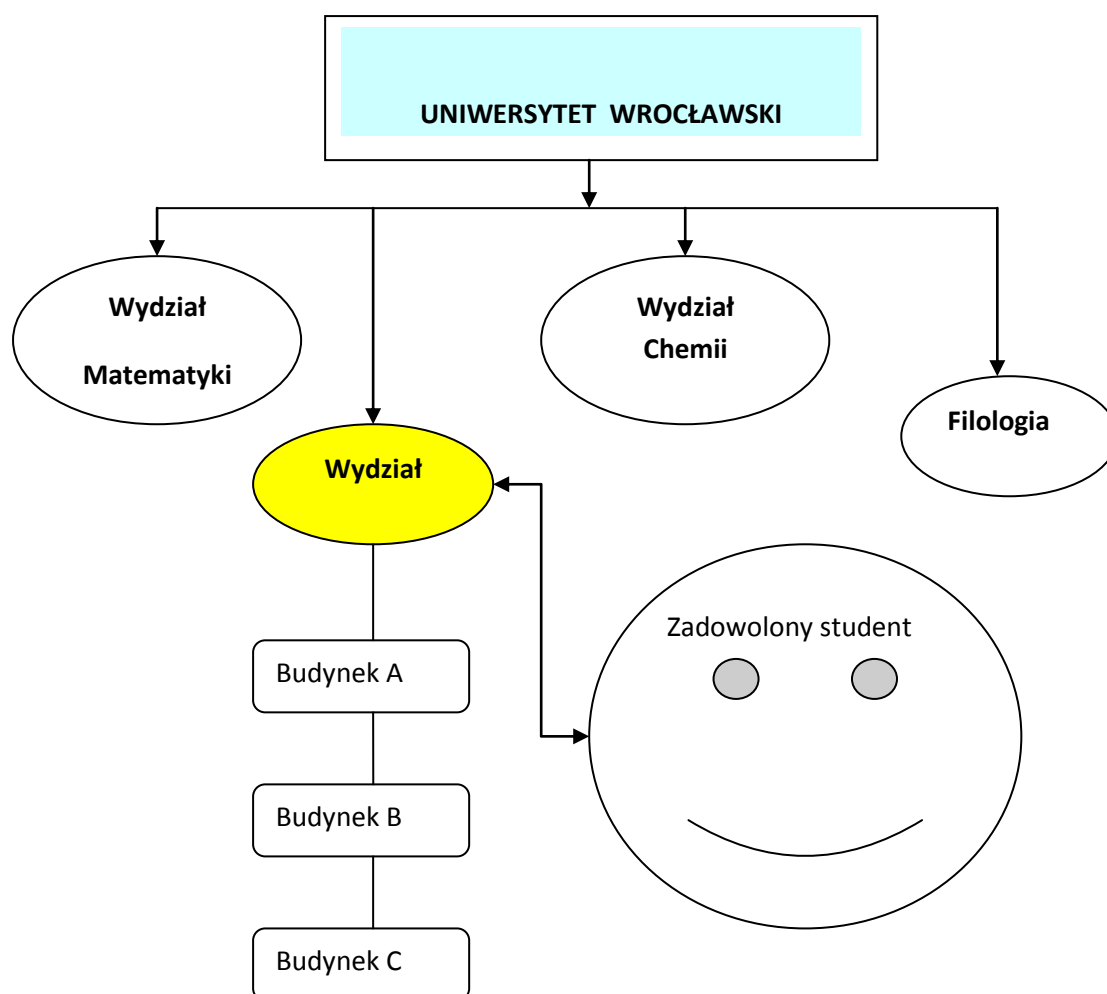 UNIWERSYTET WROCŁAWSKI
Wydział
Matematyki
Wydział
Chemii
Filologia
Wydział
Zadowolony student
Budynek A
Budynek B
Budynek C